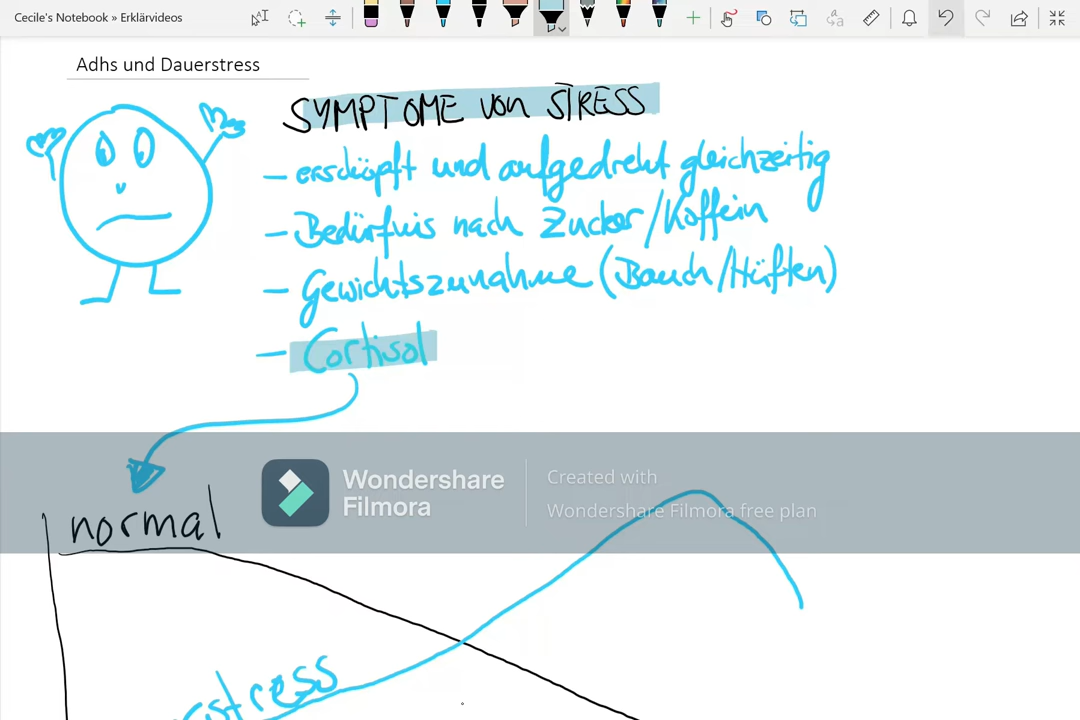 Cecile's Notebook » Erklärvideos
Adhs und Dauerstress
SYMPTOME von STRESS
- erschöpft und aufgedreht gleichzeitig
- Bedürfnis nach Zucker/Koffein
- Gewichtszunahme (Bauch/Hüften)
- Cortisol
Wondershare
Filmora
Created with
Wondershare Filmora free plan
normal